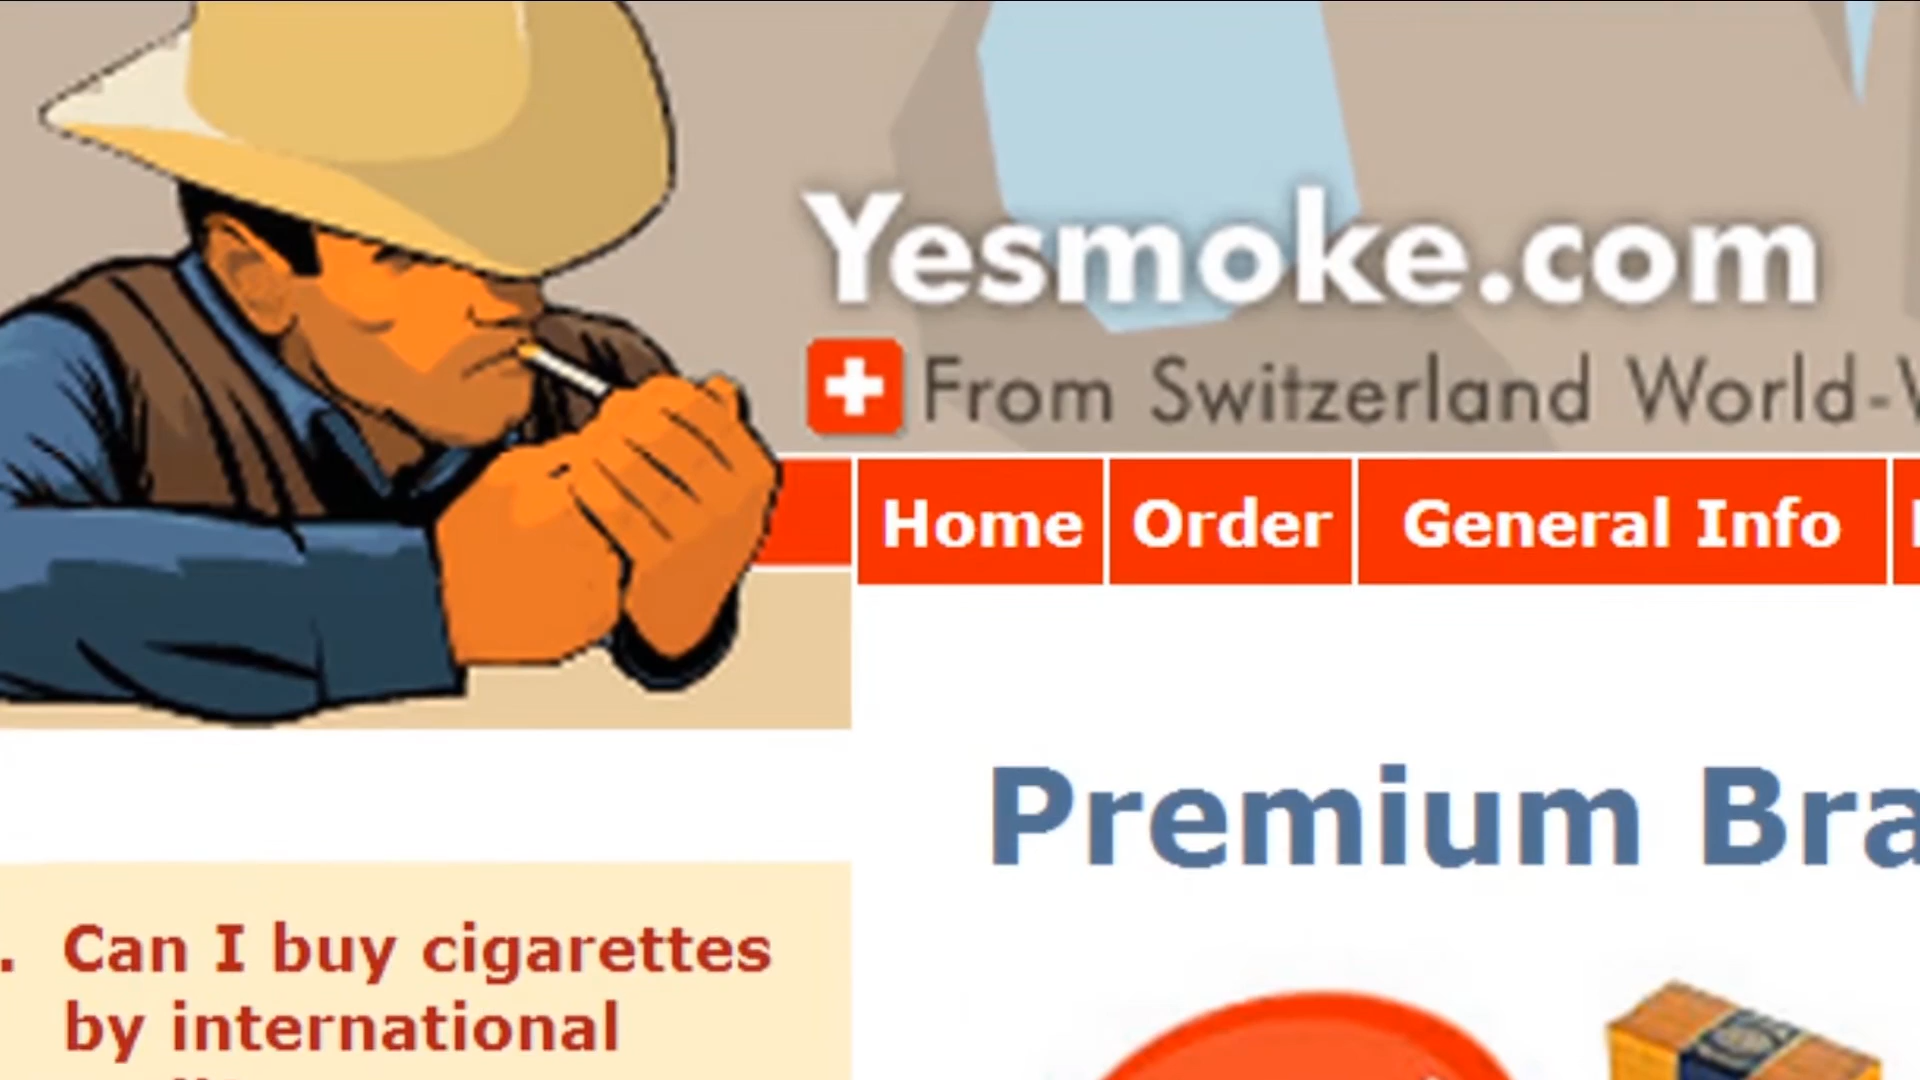 Yesmoke.com
From Switzerland World-
Home Order General Info
Premium Bra
. Can I buy cigarettes
by international